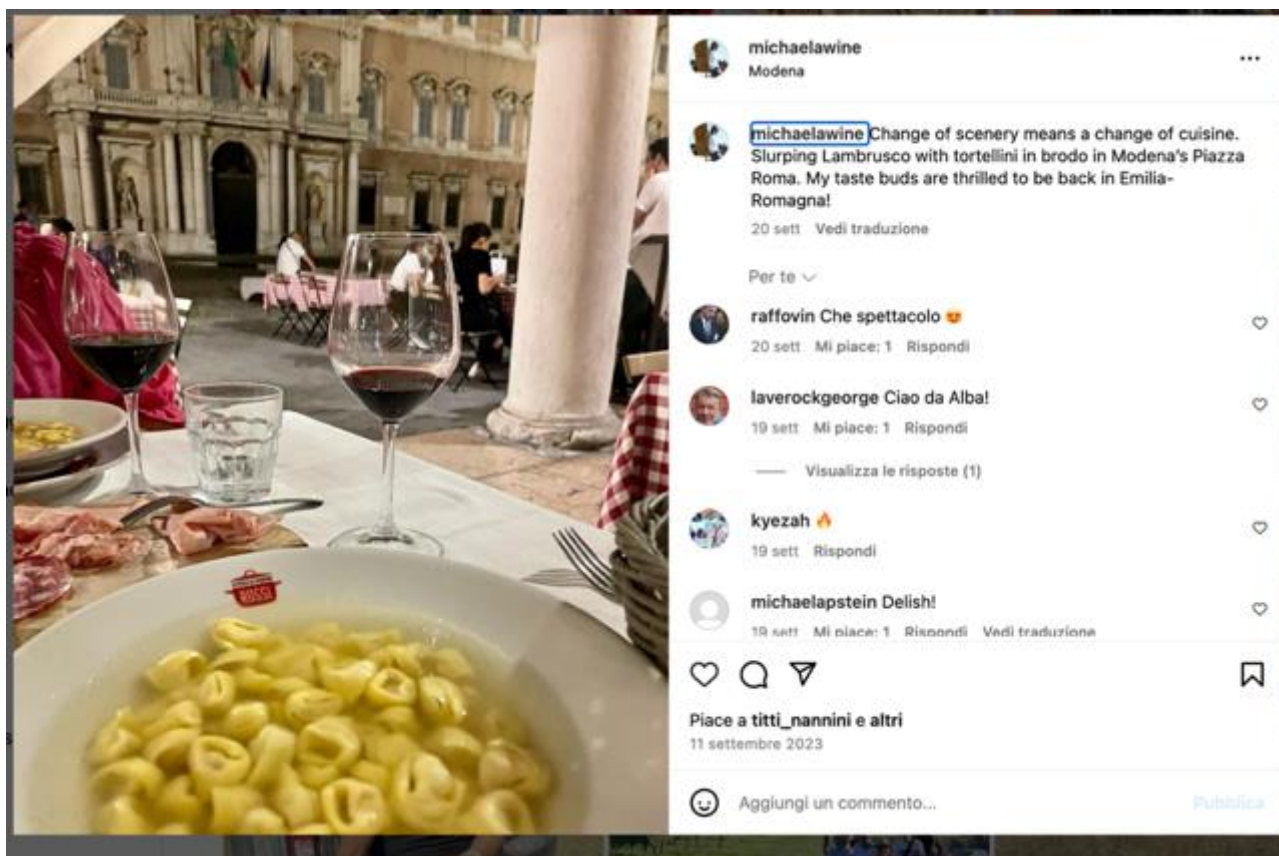 michaelawine
Modena
michaelawine Change of scenery means a change of cuisine.
Slurping Lambrusco with tortellini in brodo in Modena's Piazza
Roma. My taste buds are thrilled to be back in Emilia-
Romagna!
20 sett Vedi traduzione
Per te
raffovin Che spettacolo 😍
20 sett Mi piace: 1 Rispondi
laverockgeorge Ciao da Alba!
19 sett Mi piace: 1 Rispondi
Visualizza le risposte (1)
kyezah 🔥
19 sett Rispondi
michaelapstein Delish!
19 sett Mi piace: 1 Rispondi Vedi traduzione
Piace a titti_nannini e altri
11 settembre 2023
Aggiungi un commento...
Pubblica
ROSSI